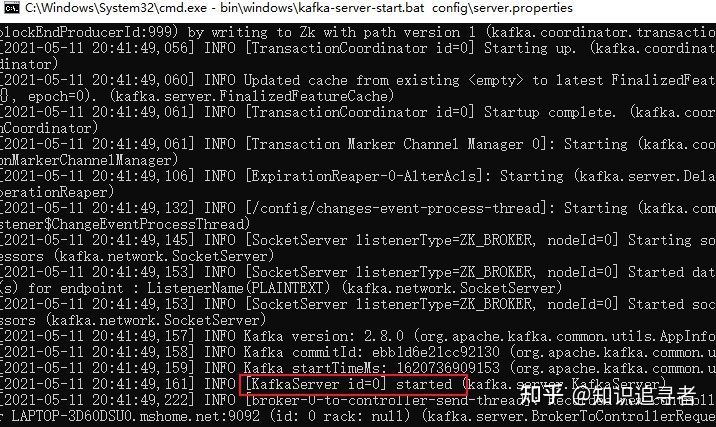 C:\Windows\System32\cmd.exe - bin\windows\kafka-server-start.bat config\server.properties
blockEndProducerId:999) by writing to Zk with path version 1 (kafka.coordinator.transactio
[2021-05-11 20:41:49,056] INFO [TransactionCoordinator id=0] Starting up. (kafka.coordinat
dinator)
[2021-05-11 20:41:49,060] INFO Updated cache from existing <empty> to latest FinalizedFeatu
{}, epoch=0). (kafka.server.FinalizedFeatureCache)
[2021-05-11 20:41:49,061] INFO [TransactionCoordinator id=0] Startup complete. (kafka.coor
nCoordinator)
[2021-05-11 20:41:49,061] INFO [Transaction Marker Channel Manager 0]: Starting (kafka.coo
onMarkerChannelManager)
[2021-05-11 20:41:49,106] INFO [ExpirationReaper-0-AlterAcls]: Starting (kafka.server.Dela
perationReaper)
[2021-05-11 20:41:49,132] INFO [/config/changes-event-process-thread]: Starting (kafka.com
stener$ChangeEventProcessThread)
[2021-05-11 20:41:49,145] INFO [SocketServer listenerType=ZK_BROKER, nodeId=0] Starting so
essors (kafka.network.SocketServer)
[2021-05-11 20:41:49,153] INFO [SocketServer listenerType=ZK_BROKER, nodeId=0] Started dat
(s) for endpoint : ListenerName(PLAINTEXT) (kafka.network.SocketServer)
[2021-05-11 20:41:49,153] INFO [SocketServer listenerType=ZK_BROKER, nodeId=0] Started soc
ssors (kafka.network.SocketServer)
[2021-05-11 20:41:49,157] INFO Kafka version: 2.8.0 (org.apache.kafka.common.utils.AppInfo
[2021-05-11 20:41:49,158] INFO Kafka commitId: ebb1d6e21cc92130 (org.apache.kafka.common.u
[2021-05-11 20:41:49,159] INFO Kafka startTimeMs: 1620736909153 (org.apache.kafka.common.u
[2021-05-11 20:41:49,161] INFO [KafkaServer id=0] started (kafka.server.KafkaServer)
[2021-05-11 20:41:49,222] INFO [broker-0-to-controller-send-thread]
r LAPTOP-3D60DSU0.mshome.net:9092 (id: 0 rack: null) (kafka.server.BrokerToControllerReque
知乎 @知识追寻者